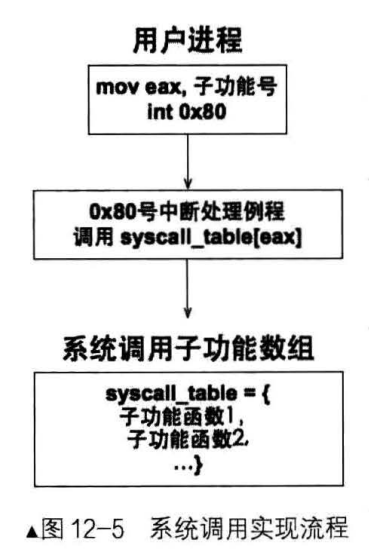 用户进程
mov eax, 子功能号
int 0x80
0x80号中断处理例程
调用 syscall_table[eax]
系统调用子功能数组
syscall_table = {
子功能函数1,
子功能函数2,
...}
▲图 12-5 系统调用实现流程